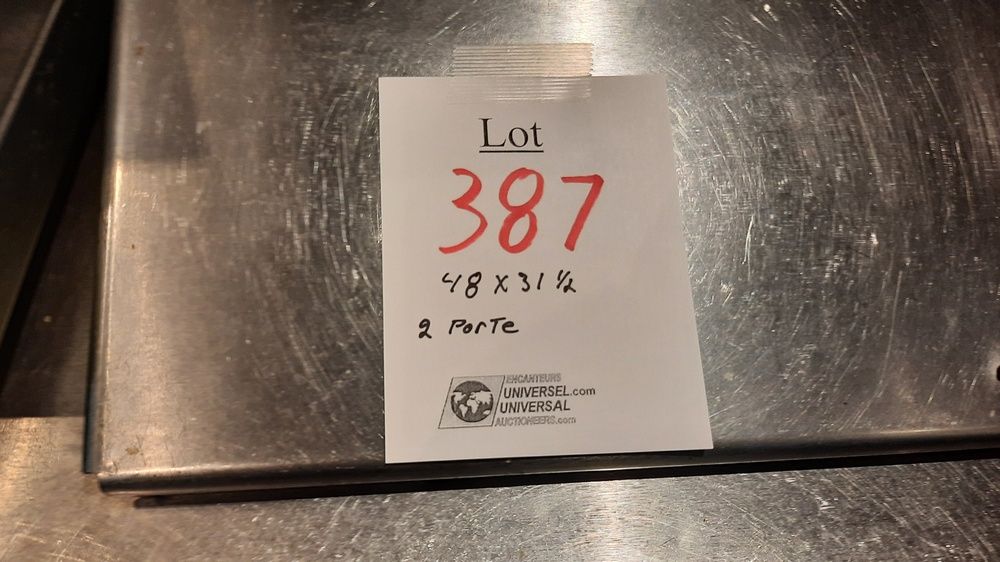 Lot
387
48 x 31 ½
2 Porte
ENCANTEURS
UNIVERSEL.com
UNIVERSAL
AUCTIONEERS.com